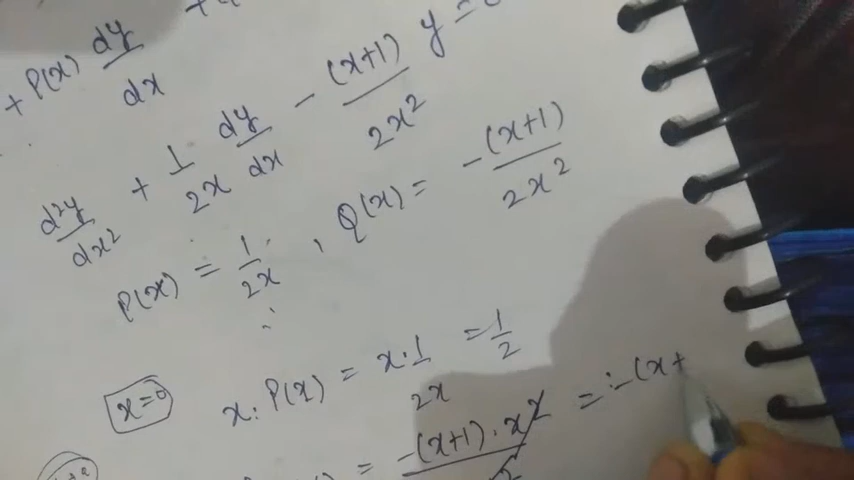 + P(x) dy/dx +
d²y/dx² + 1/2x dy/dx - (x+1)/2x² y =
P(x) = 1/2x , Q(x) = -(x+1)/2x²
∴
x=0
x. P(x) = x.1/2x = 1/2
= -(x+1).x² = -(x+